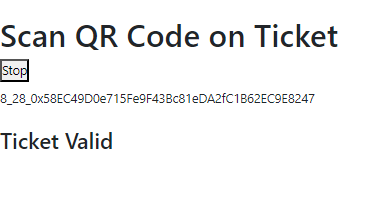 Scan QR Code on Ticket
Stop
8_28_0x58EC49D0e715Fe9F43Bc81eDA2fC1B62EC9E8247
Ticket Valid